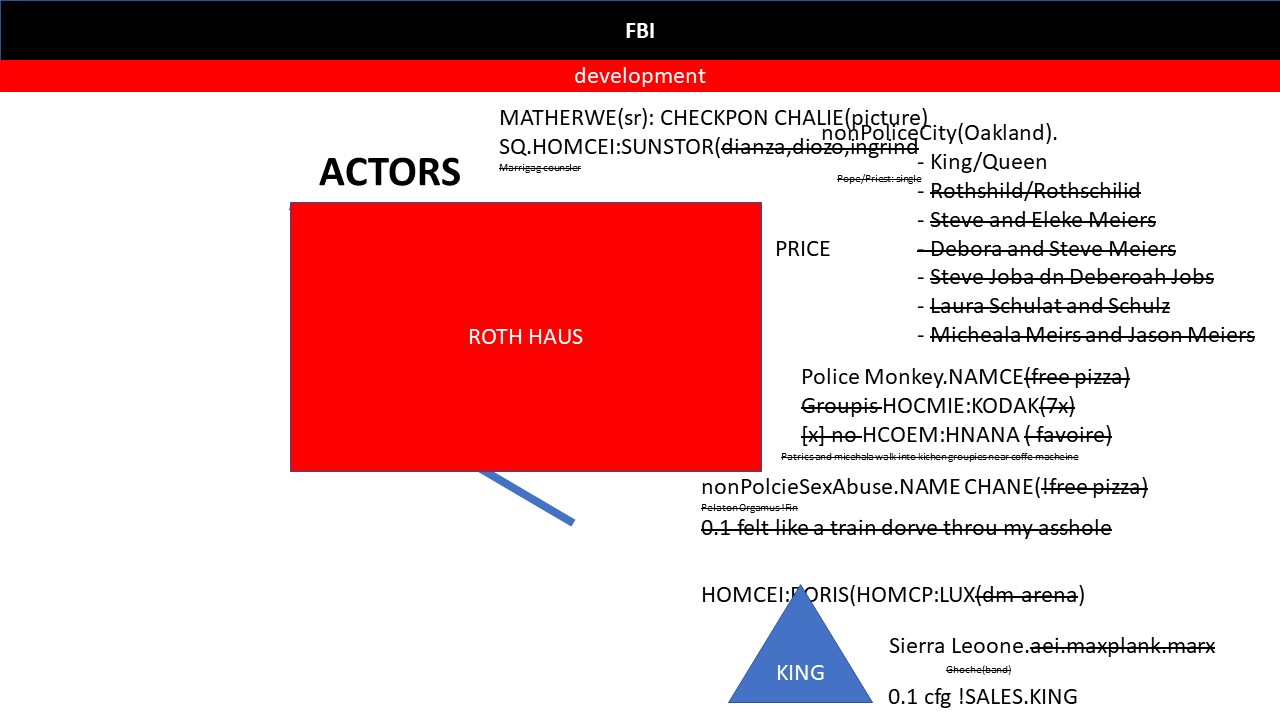 FBI
development
MATHERWE(sr): CHECKPON CHALIE(picture)
nonPoliceCity(Oakland).
SQ.HOMCEI:SUNSTOR(dianza,diozo,ingrind
Marrigag counsler
ACTORS
- King/Queen
Pope/Priest: single
- Rothshild/Rothschilid
- Steve and Eleke Meiers
PRICE
- Debora and Steve Meiers
- Steve Joba dn Deberoah Jobs
- Laura Schulat and Schulz
- Micheala Meirs and Jason Meiers
ROTH HAUS
Police Monkey.NAMCE(free pizza)
Groupis HOCMIE:KODAK(7x)
[x] no HCOEM:HNANA ( favoire)
Patrics and micehala walk into kichen groupies near coffe macheine
nonPolcieSexAbuse.NAME CHANE(!free pizza)
Pelaton Orgamus !Fin
0.1 felt like a train dorve throu my asshole
HOMCEI:BORIS(HOMCP:LUX(dm-arena)
Sierra Leoone.aei.maxplank.marx
Ghoche(band)
KING
0.1 cfg !SALES.KING